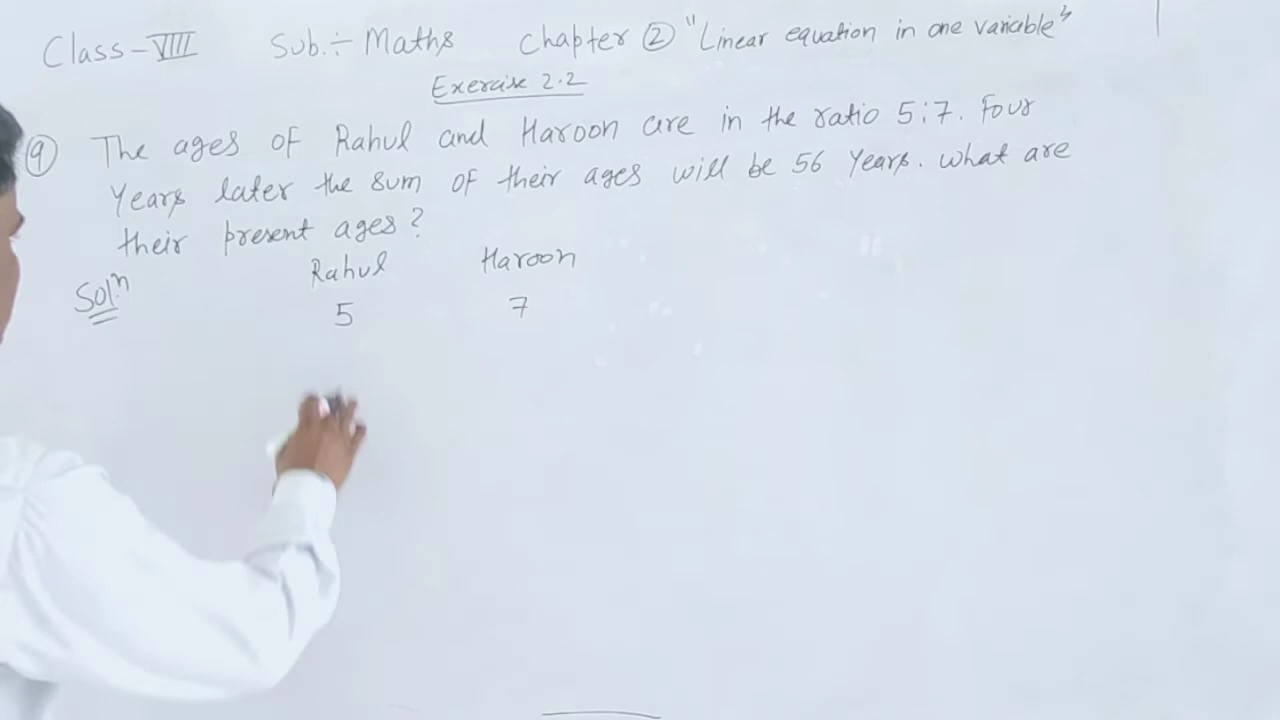 Class-VIII Sub.÷ Maths Chapter ② "Linear equation in one variable"
Exercise 2.2
⑨ The ages of Rahul and Haroon are in the ratio 5:7. Four
Years later the sum of their ages will be 56 Years. What are
their present ages?
Rahul Haroon
Solⁿ 5 7